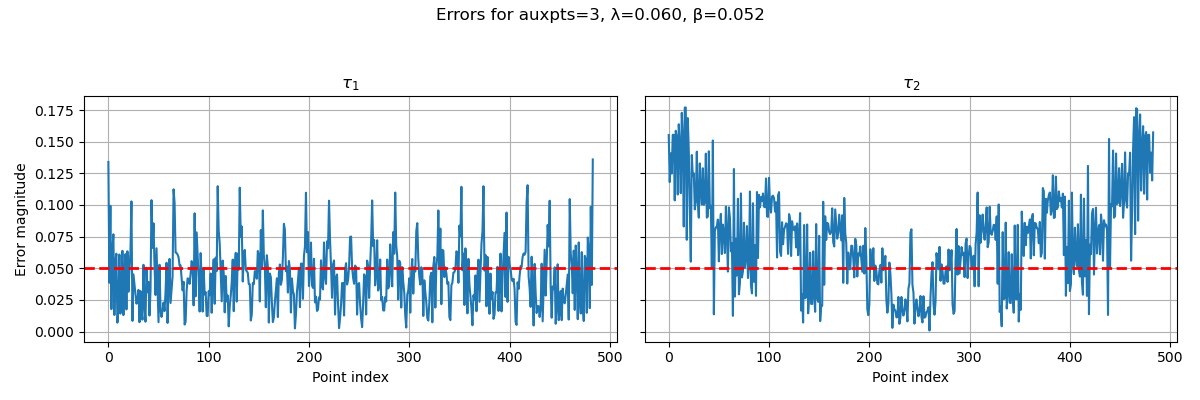 Errors for auxpts=3, λ=0.060, β=0.052
τ₁
τ₂
0.175
0.150
0.125
0.100
0.075
0.050
0.025
0.000
Error magnitude
0 100 200 300 400 500
0 100 200 300 400 500
Point index
Point index